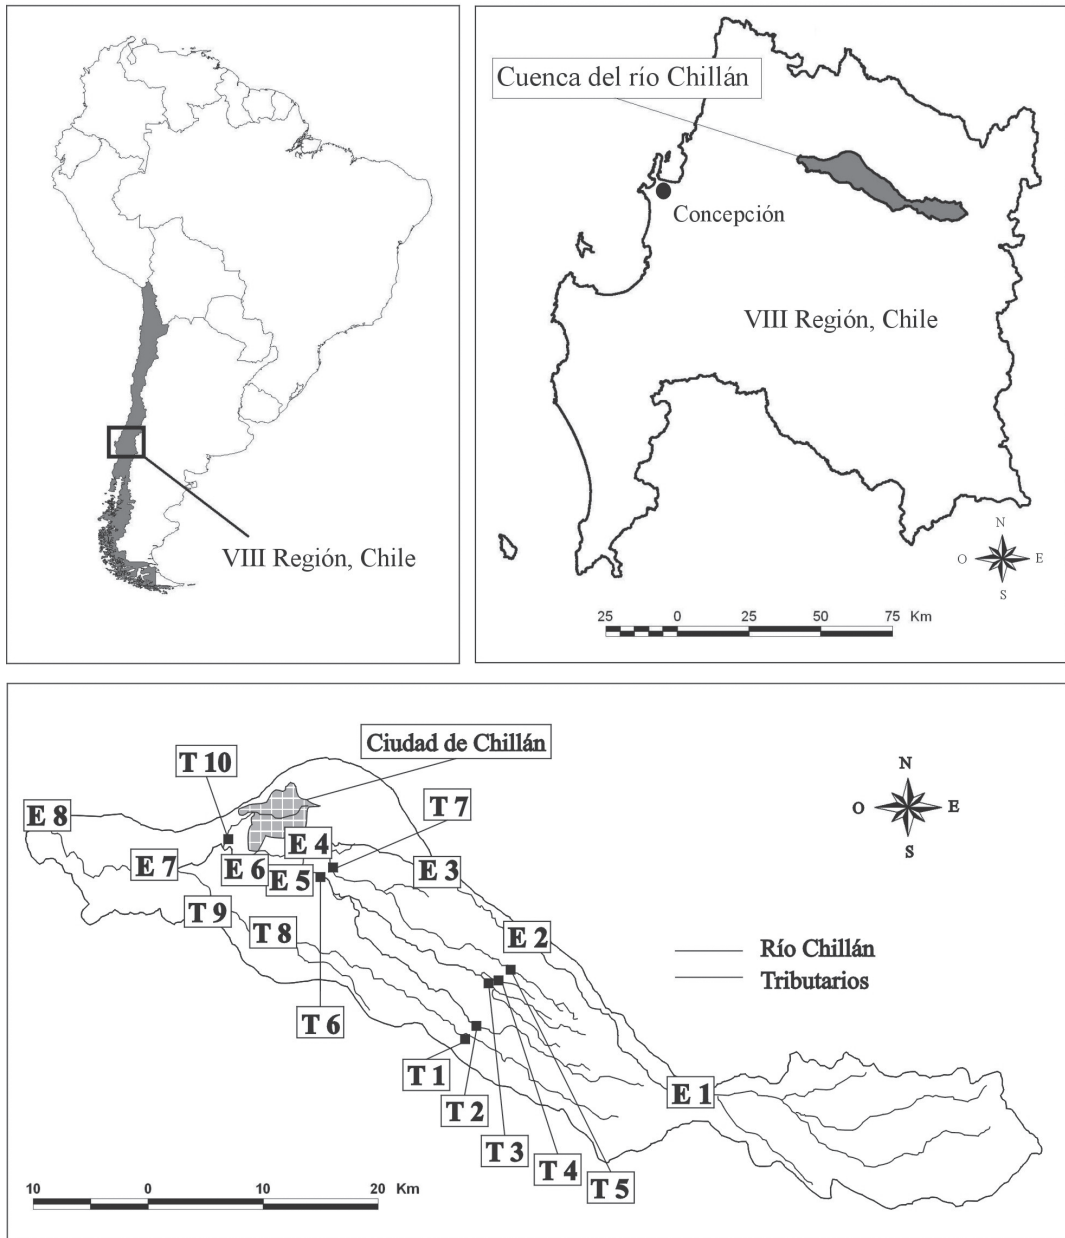 VIII Región, Chile
Cuenca del río Chillán
Concepción
VIII Región, Chile
N
O
E
S
25 0 25 50 75 Km
Ciudad de Chillán
T 10
T 7
E 8
E 4
E 7
E 6
E 5
E 3
T 9
T 8
E 2
T 6
T 1
T 2
T 3
T 4
T 5
E 1
N
O
E
S
Río Chillán
Tributarios
10 0 10 20 Km